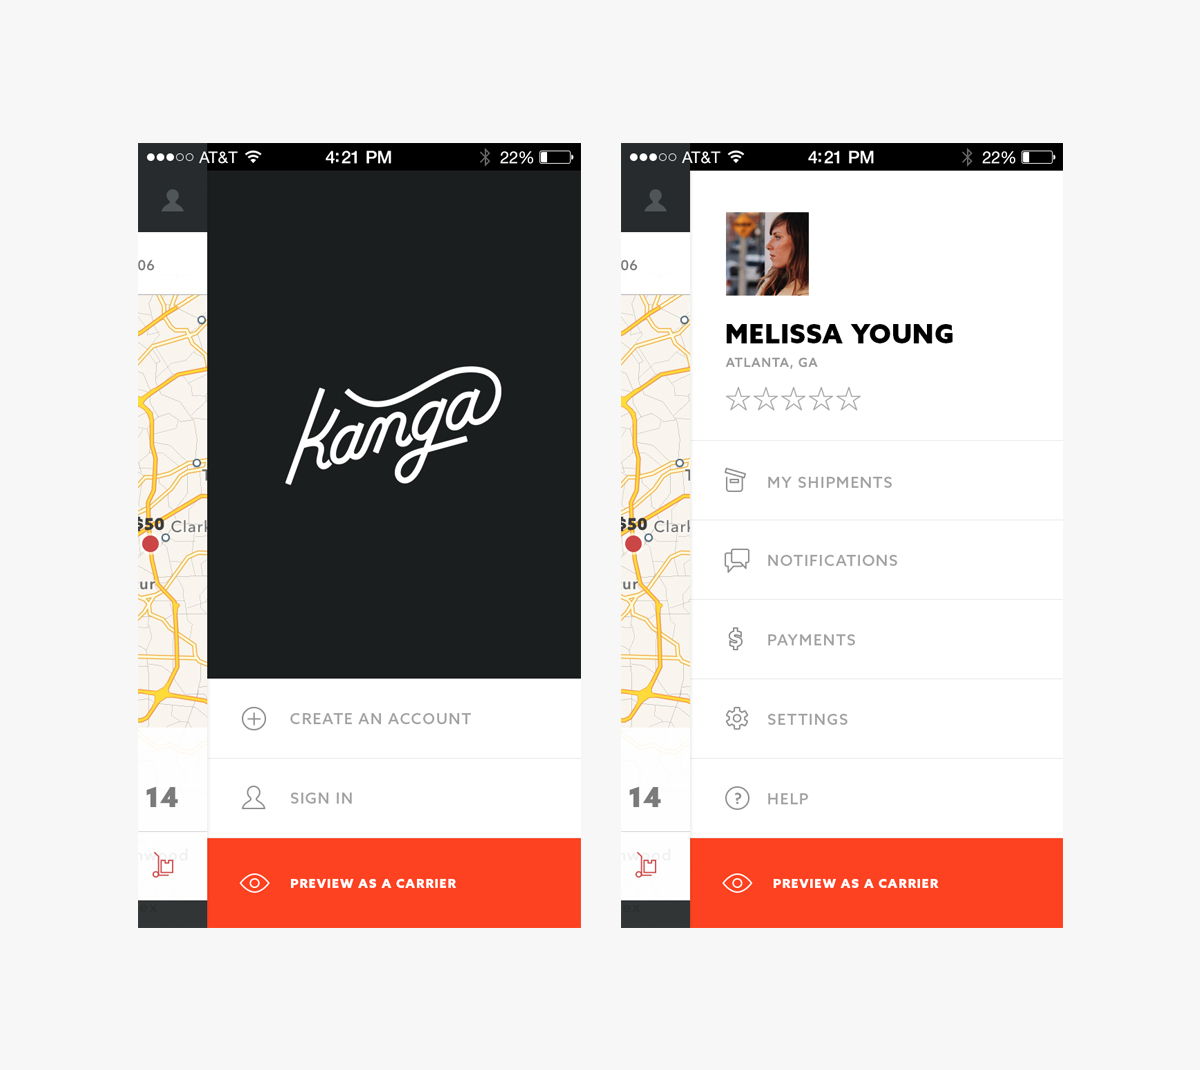 AT&T 4:21 PM 22%
06
Kanga
$50 Clark
ur
CREATE AN ACCOUNT
14
SIGN IN
nwood
PREVIEW AS A CARRIER
AT&T 4:21 PM 22%
06
MELISSA YOUNG
ATLANTA, GA
MY SHIPMENTS
$50 Clark
NOTIFICATIONS
ur
PAYMENTS
SETTINGS
14
HELP
nwood
PREVIEW AS A CARRIER